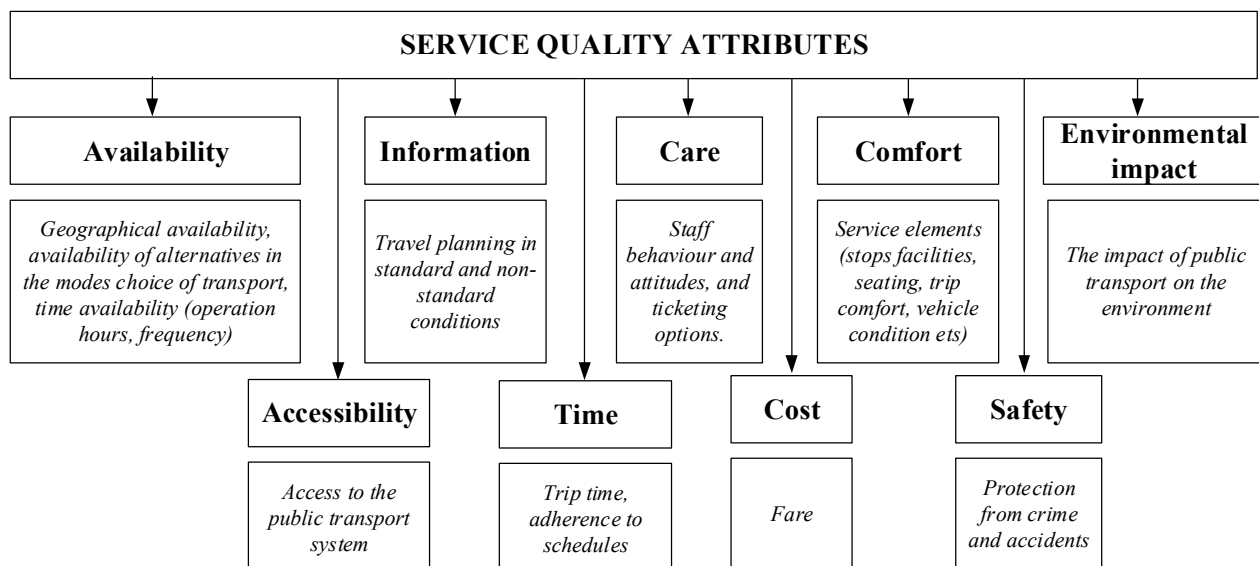 SERVICE QUALITY ATTRIBUTES
Availability
Geographical availability,
availability of alternatives in
the modes choice of transport,
time availability (operation
hours, frequency)
Information
Travel planning in
standard and non-
standard
conditions
Care
Staff
behaviour and
attitudes, and
ticketing
options.
Comfort
Service elements
(stops facilities,
seating, trip
comfort, vehicle
condition ets)
Environmental
impact
The impact of public
transport on the
environment
Accessibility
Access to the
public transport
system
Time
Trip time,
adherence to
schedules
Cost
Fare
Safety
Protection
from crime
and accidents